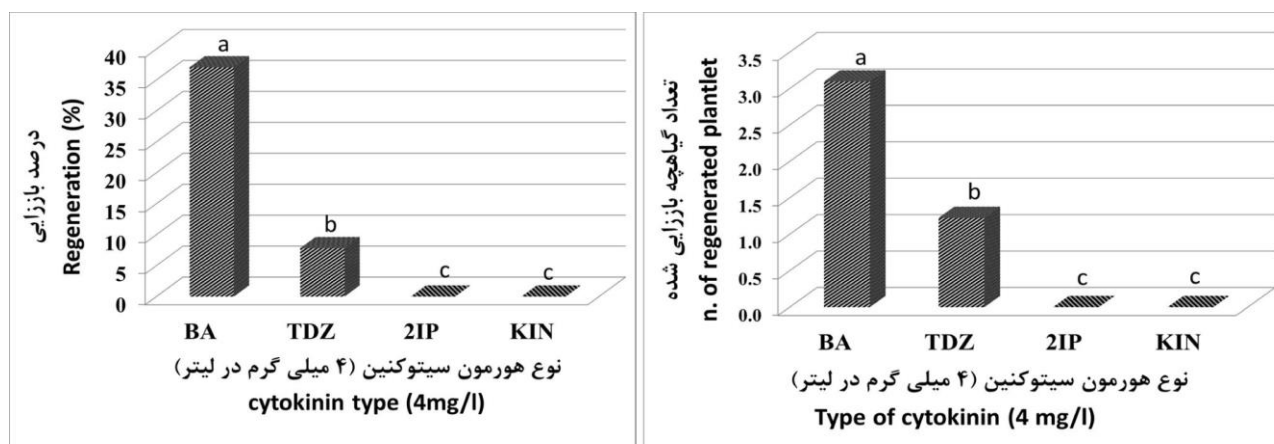 درصد باززایی
Regeneration (%)
40
35
30
25
20
15
10
5
0
a
b
c
c
BA TDZ 2IP KIN
نوع هورمون سیتوکنین (۴ میلی گرم در لیتر)
cytokinin type (4mg/l)
تعداد گیاهچه باززایی شده
n. of regenerated plantlet
3.5
3.0
2.5
2.0
1.5
1.0
0.5
0.0
a
b
c
c
BA TDZ 2IP KIN
نوع هورمون سیتوکنین (۴ میلی گرم در لیتر)
Type of cytokinin (4 mg/l)